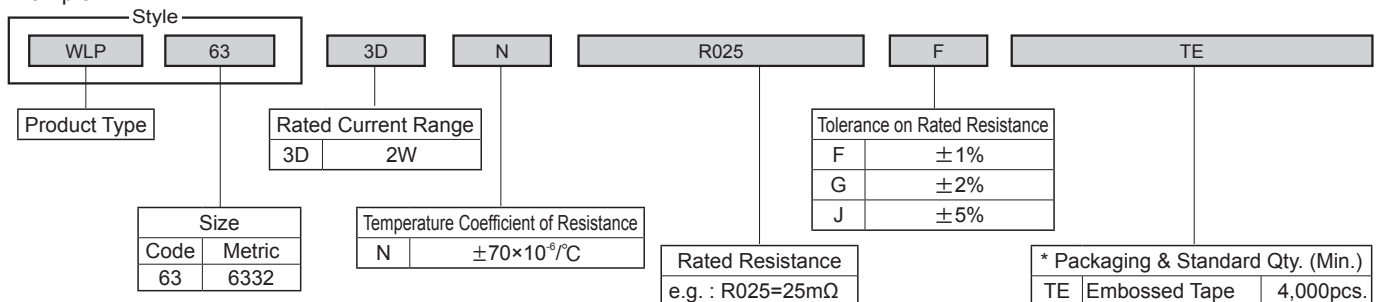 Style
WLP 63 3D N R025 F TE
Product Type
Rated Current Range
3D 2W
Tolerance on Rated Resistance
F ±1%
G ±2%
J ±5%
Size
Code Metric
63 6332
Temperature Coefficient of Resistance
N ±70×10⁻⁶/℃
Rated Resistance
e.g. : R025=25mΩ
* Packaging & Standard Qty. (Min.)
TE Embossed Tape 4,000pcs.